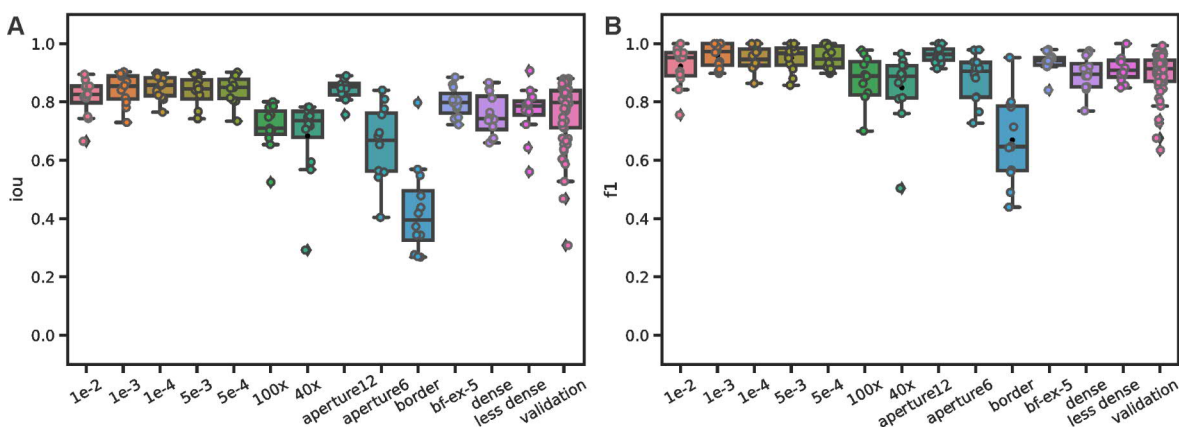 A
1.0
0.8
0.6
0.4
0.2
0.0
iou
1e-2
1e-3
1e-4
5e-3
5e-4
100x
40x
aperture12
aperture6
border
bf-ex-5
dense
less dense
validation
B
1.0
0.8
0.6
0.4
0.2
0.0
f1
1e-2
1e-3
1e-4
5e-3
5e-4
100x
40x
aperture12
aperture6
border
bf-ex-5
dense
less dense
validation